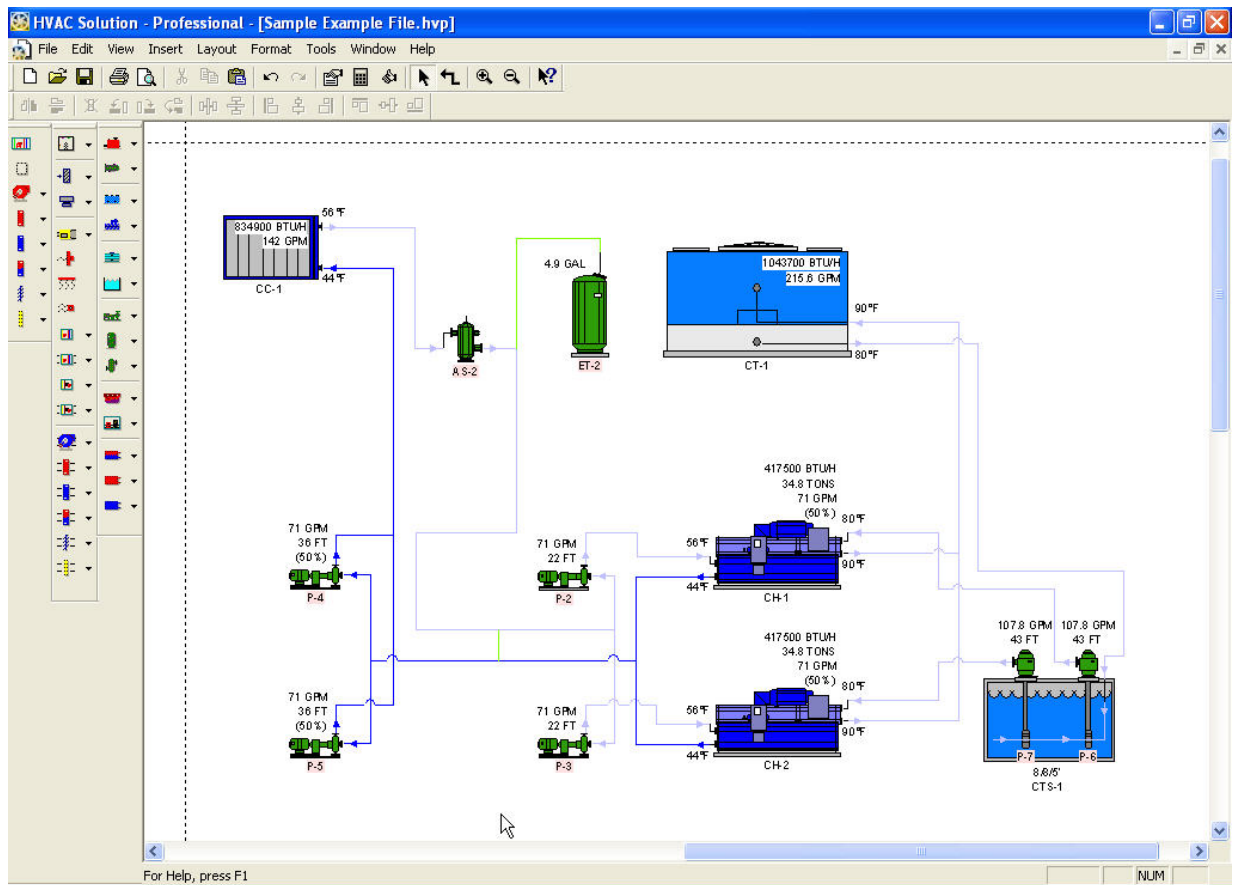 HVAC Solution - Professional - [Sample Example File.hvp]
File Edit View Insert Layout Format Tools Window Help
56°F
834900 BTU/H
142 GPM
44°F
CC-1
AS-2
4.9 GAL
ET-2
1043700 BTU/H
215.6 GPM
90°F
80°F
CT-1
417500 BTU/H
34.8 TONS
71 GPM
(50%)
80°F
56°F
90°F
44°F
CH-1
71 GPM
36 FT
(50%)
P-4
71 GPM
22 FT
P-2
107.8 GPM
43 FT
107.8 GPM
43 FT
417500 BTU/H
34.8 TONS
71 GPM
(50%)
80°F
56°F
90°F
44°F
CH-2
71 GPM
36 FT
(50%)
P-5
71 GPM
22 FT
P-3
P-7
P-6
8/8/5'
CTS-1
For Help, press F1
NUM